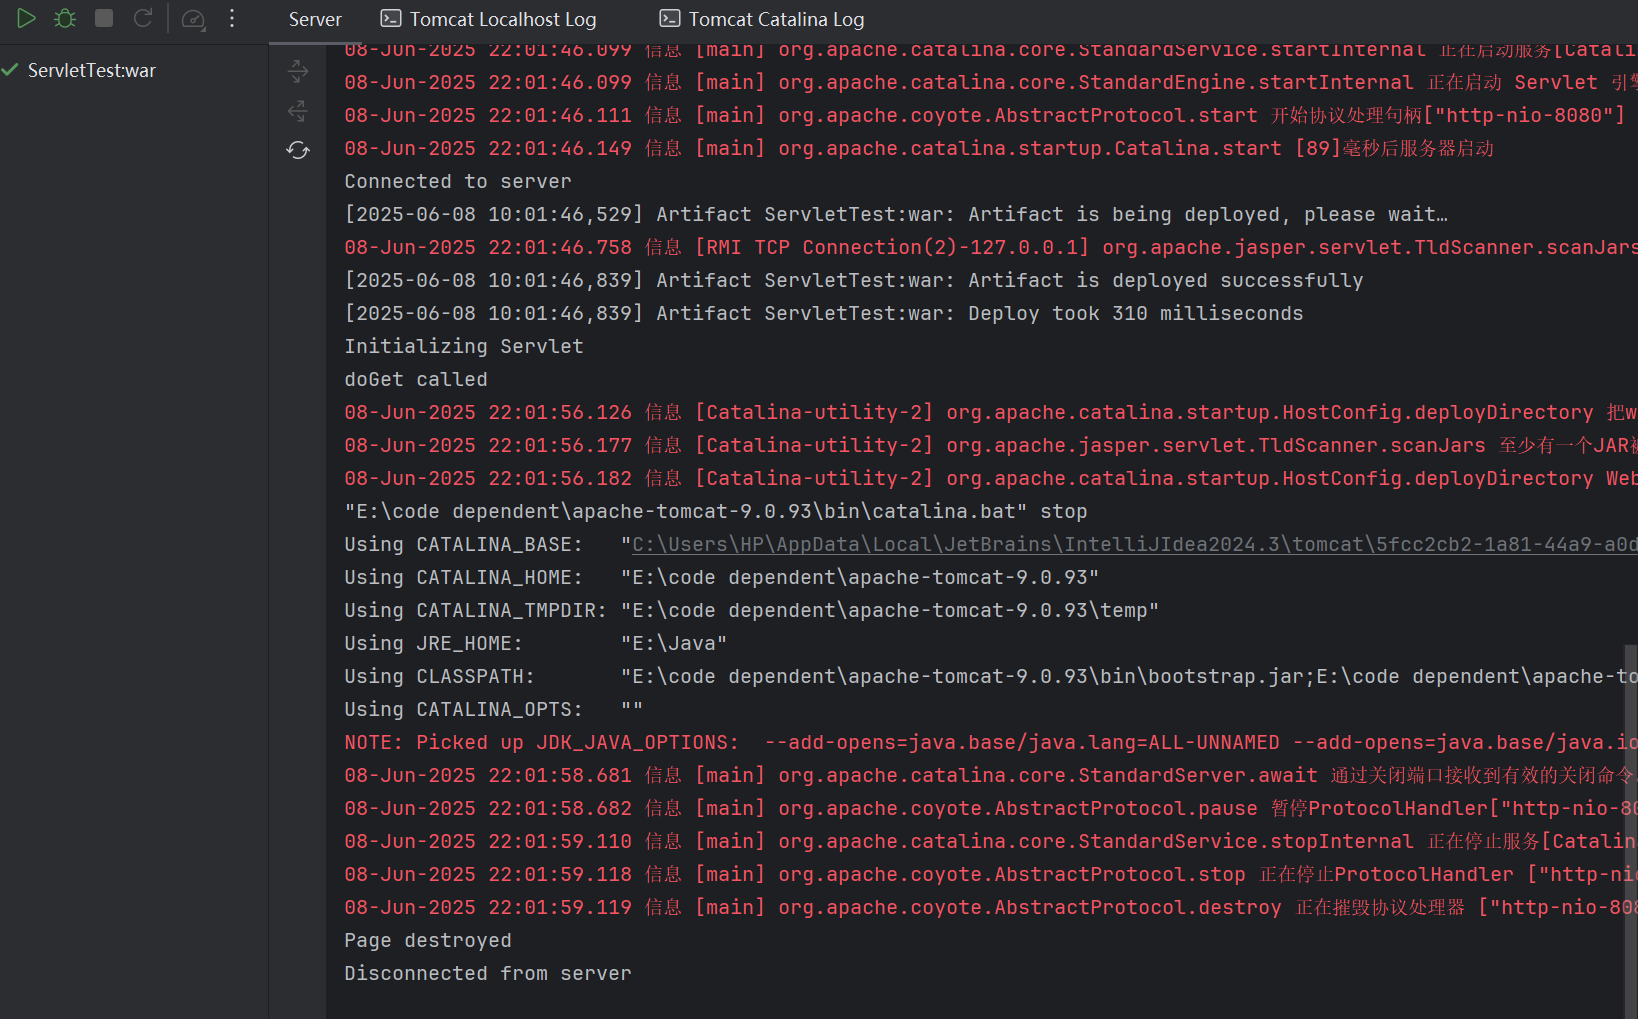 Server Tomcat Localhost Log Tomcat Catalina Log
ServletTest:war
08-Jun-2025 22:01:46.099 信息 [main] org.apache.catalina.core.StandardService.startInternal 正在启动服务[Catali
08-Jun-2025 22:01:46.099 信息 [main] org.apache.catalina.core.StandardEngine.startInternal 正在启动 Servlet 引擎
08-Jun-2025 22:01:46.111 信息 [main] org.apache.coyote.AbstractProtocol.start 开始协议处理句柄["http-nio-8080"]
08-Jun-2025 22:01:46.149 信息 [main] org.apache.catalina.startup.Catalina.start [89]毫秒后服务器启动
Connected to server
[2025-06-08 10:01:46,529] Artifact ServletTest:war: Artifact is being deployed, please wait…
08-Jun-2025 22:01:46.758 信息 [RMI TCP Connection(2)-127.0.0.1] org.apache.jasper.servlet.TldScanner.scanJars
[2025-06-08 10:01:46,839] Artifact ServletTest:war: Artifact is deployed successfully
[2025-06-08 10:01:46,839] Artifact ServletTest:war: Deploy took 310 milliseconds
Initializing Servlet
doGet called
08-Jun-2025 22:01:56.126 信息 [Catalina-utility-2] org.apache.catalina.startup.HostConfig.deployDirectory 把w
08-Jun-2025 22:01:56.177 信息 [Catalina-utility-2] org.apache.jasper.servlet.TldScanner.scanJars 至少有一个JAR被
08-Jun-2025 22:01:56.182 信息 [Catalina-utility-2] org.apache.catalina.startup.HostConfig.deployDirectory Web
"E:\code dependent\apache-tomcat-9.0.93\bin\catalina.bat" stop
Using CATALINA_BASE:   "C:\Users\HP\AppData\Local\JetBrains\IntelliJIdea2024.3\tomcat\5fcc2cb2-1a81-44a9-a0d
Using CATALINA_HOME:   "E:\code dependent\apache-tomcat-9.0.93"
Using CATALINA_TMPDIR: "E:\code dependent\apache-tomcat-9.0.93\temp"
Using JRE_HOME:        "E:\Java"
Using CLASSPATH:       "E:\code dependent\apache-tomcat-9.0.93\bin\bootstrap.jar;E:\code dependent\apache-to
Using CATALINA_OPTS:   ""
NOTE: Picked up JDK_JAVA_OPTIONS:  --add-opens=java.base/java.lang=ALL-UNNAMED --add-opens=java.base/java.io
08-Jun-2025 22:01:58.681 信息 [main] org.apache.catalina.core.StandardServer.await 通过关闭端口接收到有效的关闭命令
08-Jun-2025 22:01:58.682 信息 [main] org.apache.coyote.AbstractProtocol.pause 暂停ProtocolHandler["http-nio-80
08-Jun-2025 22:01:59.110 信息 [main] org.apache.catalina.core.StandardService.stopInternal 正在停止服务[Catalin
08-Jun-2025 22:01:59.118 信息 [main] org.apache.coyote.AbstractProtocol.stop 正在停止ProtocolHandler ["http-nio
08-Jun-2025 22:01:59.119 信息 [main] org.apache.coyote.AbstractProtocol.destroy 正在摧毁协议处理器 ["http-nio-808
Page destroyed
Disconnected from server